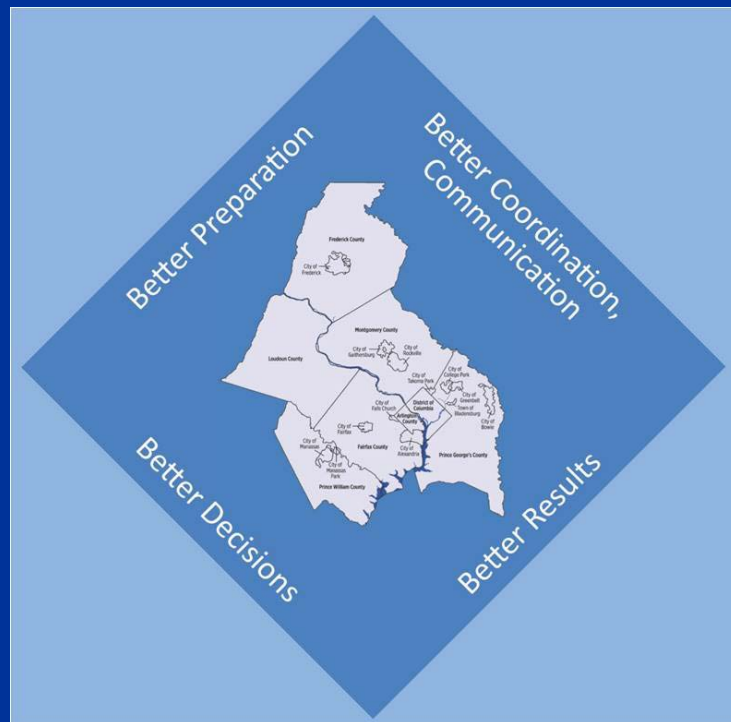 Better Preparation
Better Coordination,
Communication
Frederick County
City of
Frederick
Montgomery County
City of
Gaithersburg
City of
Rockville
Loudoun County
City of
Takoma Park
City of
College Park
City of
Greenbelt
Town of
Bladensburg
City of
Bowie
District of
Columbia
City of
Falls Church
Arlington
County
City of
Fairfax
Fairfax County
City of
Alexandria
Prince George's County
City of
Manassas
City of
Manassas
Park
Prince William County
Better Decisions
Better Results